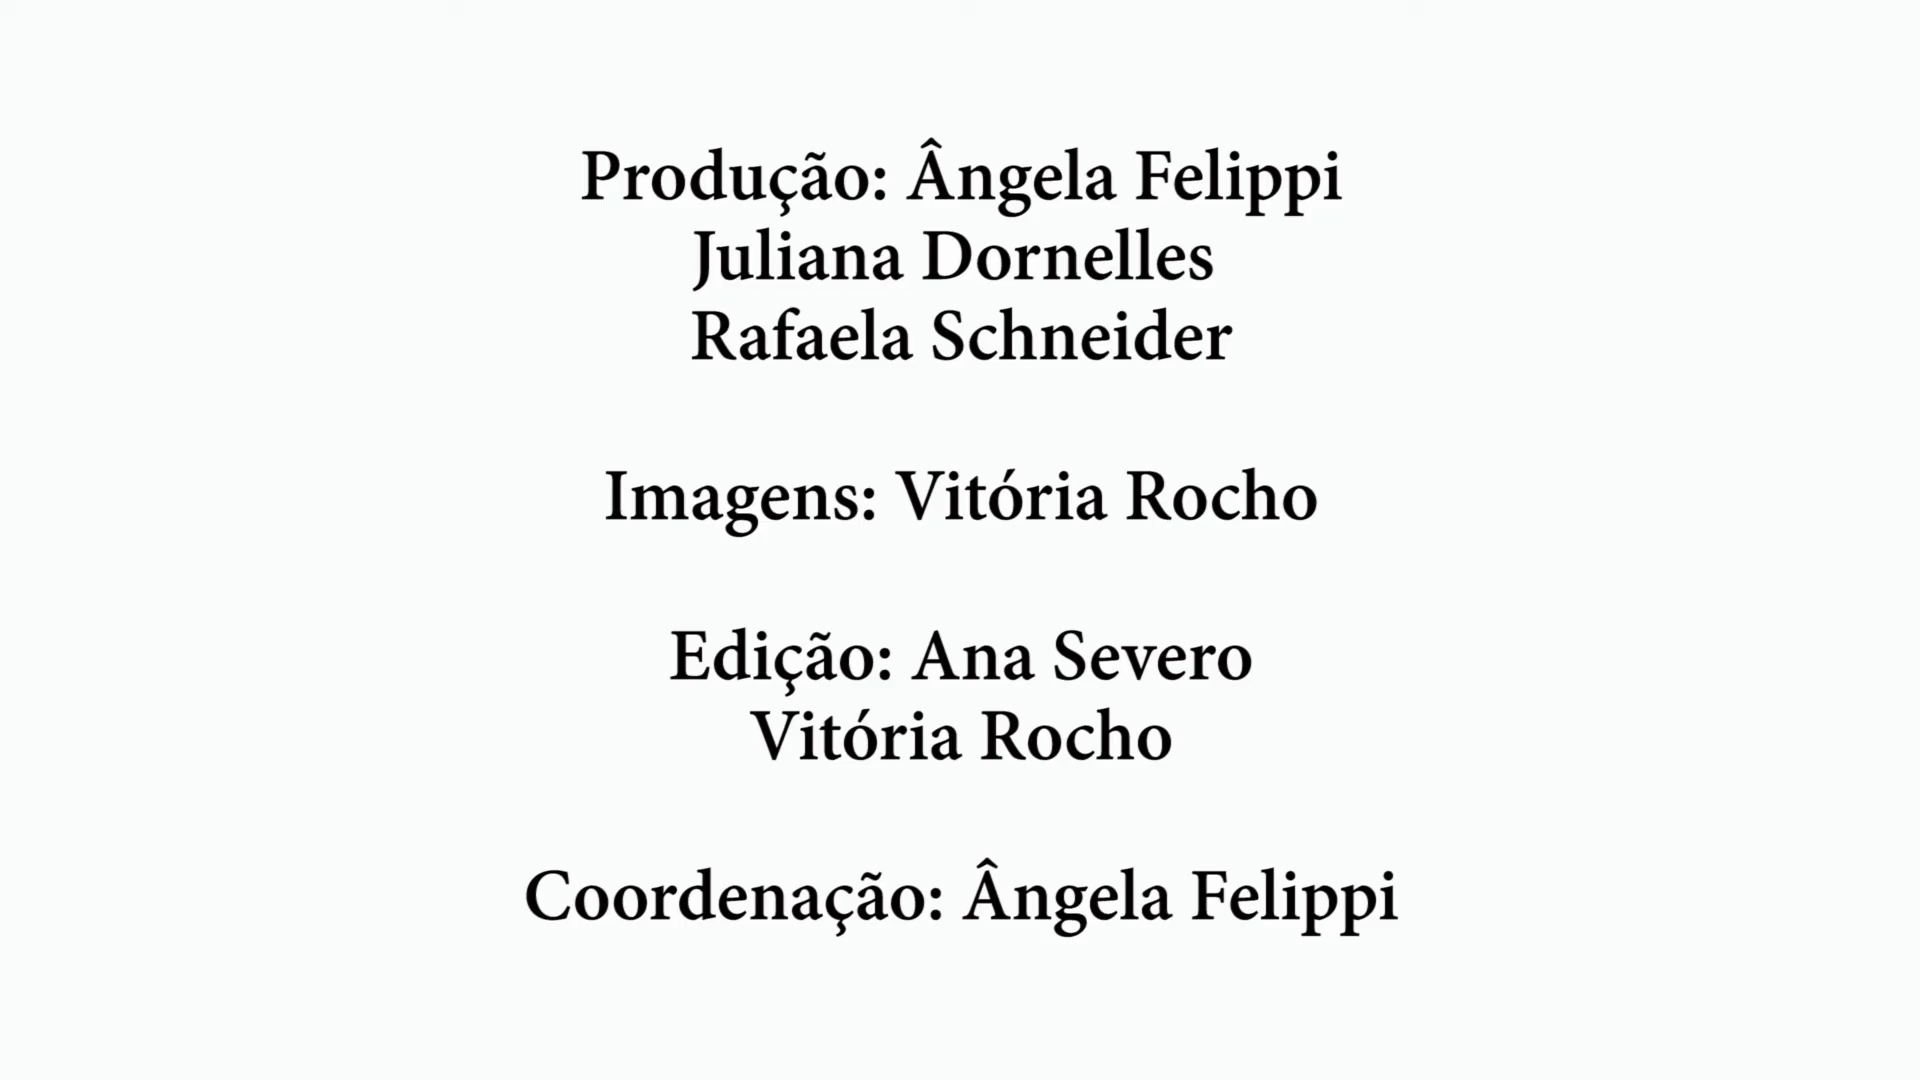 Produção: Ângela Felippi
Juliana Dornelles
Rafaela Schneider
Imagens: Vitória Rocho
Edição: Ana Severo
Vitória Rocho
Coordenação: Ângela Felippi